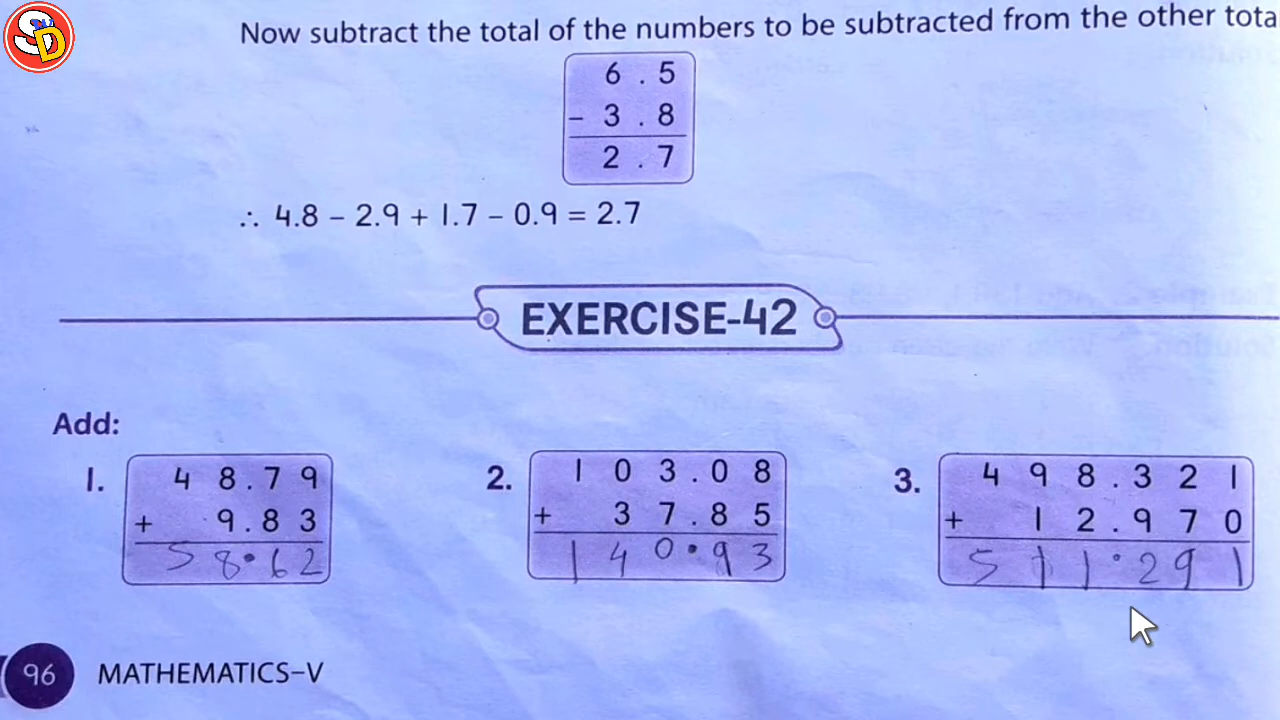 SD
Now subtract the total of the numbers to be subtracted from the other tota
6 . 5
– 3 . 8
2 . 7
∴ 4.8 – 2.9 + 1.7 – 0.9 = 2.7
EXERCISE-42
Add:
1.
4 8 . 7 9
+ 9 . 8 3
5 8 . 6 2
2.
1 0 3 . 0 8
+ 3 7 . 8 5
1 4 0 . 9 3
3.
4 9 8 . 3 2 1
+ 1 2 . 9 7 0
5 1 1 . 2 9 1
96 MATHEMATICS–V